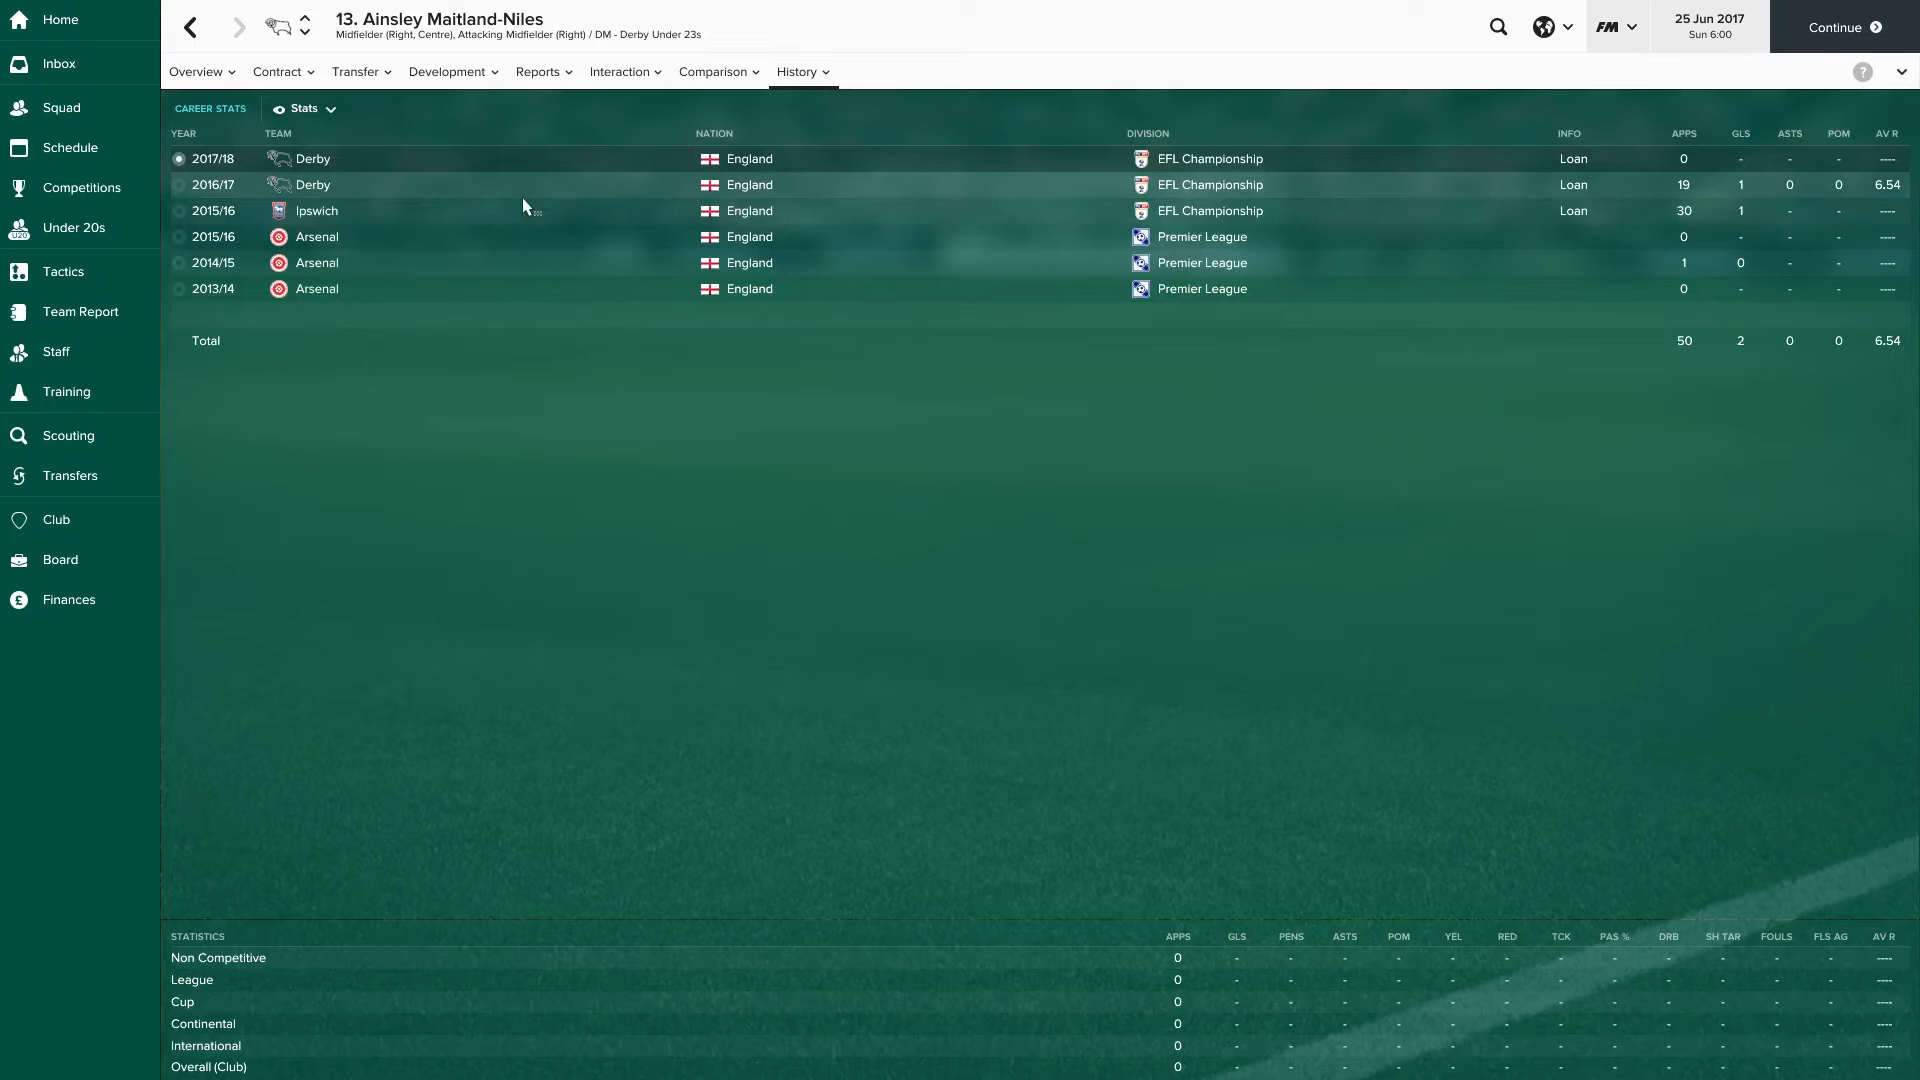 Home
Inbox
Squad
Schedule
Competitions
Under 20s
Tactics
Team Report
Staff
Training
Scouting
Transfers
Club
Board
Finances
13. Ainsley Maitland-Niles
Midfielder (Right, Centre), Attacking Midfielder (Right) / DM - Derby Under 23s
FM
25 Jun 2017
Sun 6:00
Continue
Overview Contract Transfer Development Reports Interaction Comparison History ?
CAREER STATS Stats
YEAR TEAM NATION DIVISION INFO APPS GLS ASTS POM AV R
2017/18 Derby England EFL Championship Loan 0 - - - ----
2016/17 Derby England EFL Championship Loan 19 1 0 0 6.54
2015/16 Ipswich England EFL Championship Loan 30 1 - - ----
2015/16 Arsenal England Premier League 0 - - - ----
2014/15 Arsenal England Premier League 1 0 - - ----
2013/14 Arsenal England Premier League 0 - - - ----
Total 50 2 0 0 6.54
STATISTICS APPS GLS PENS ASTS POM YEL RED TCK PAS % DRB SH TAR FOULS FLS AG AV R
Non Competitive 0 - - - - - - - - - - - - ----
League 0 - - - - - - - - - - - - ----
Cup 0 - - - - - - - - - - - - ----
Continental 0 - - - - - - - - - - - - ----
International 0 - - - - - - - - - - - - ----
Overall (Club) 0 - - - - - - - - - - - - ----